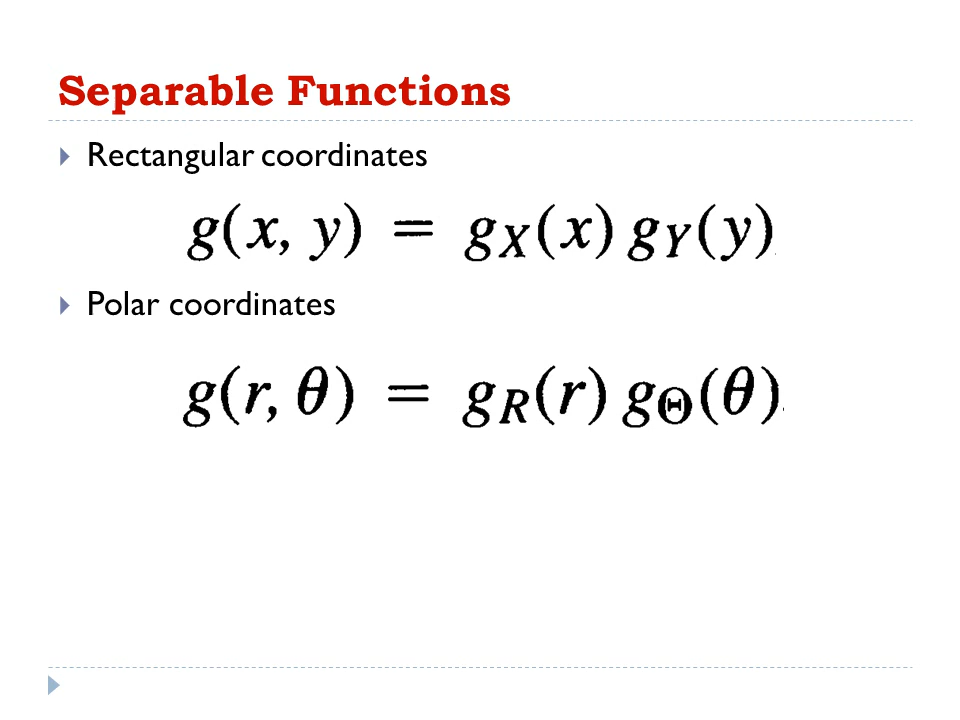 Separable Functions
Rectangular coordinates
g(x, y) = g_X(x) g_Y(y)
Polar coordinates
g(r, θ) = g_R(r) g_Θ(θ)